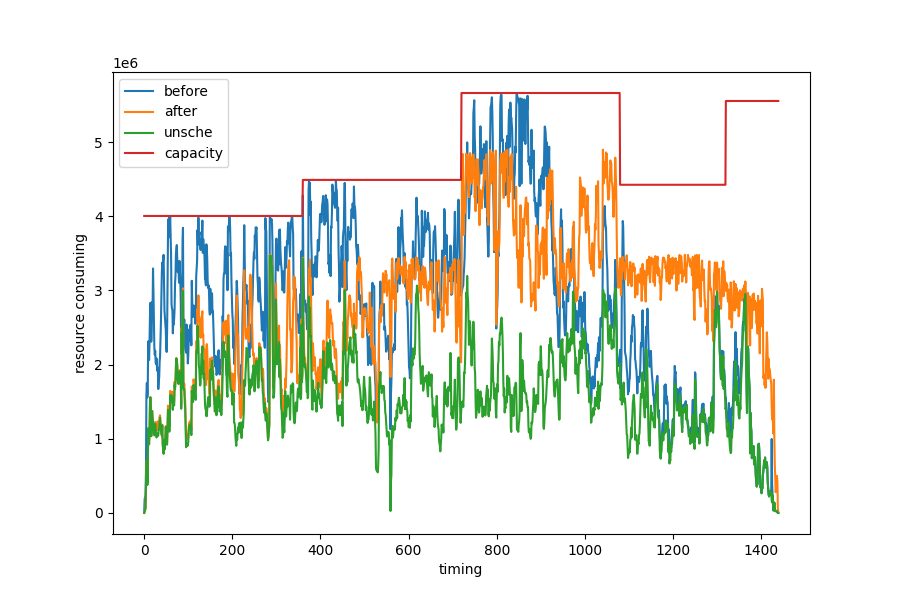 1e6
before
after
unsche
capacity
5
4
3
2
1
0
resource consuming
0 200 400 600 800 1000 1200 1400
timing